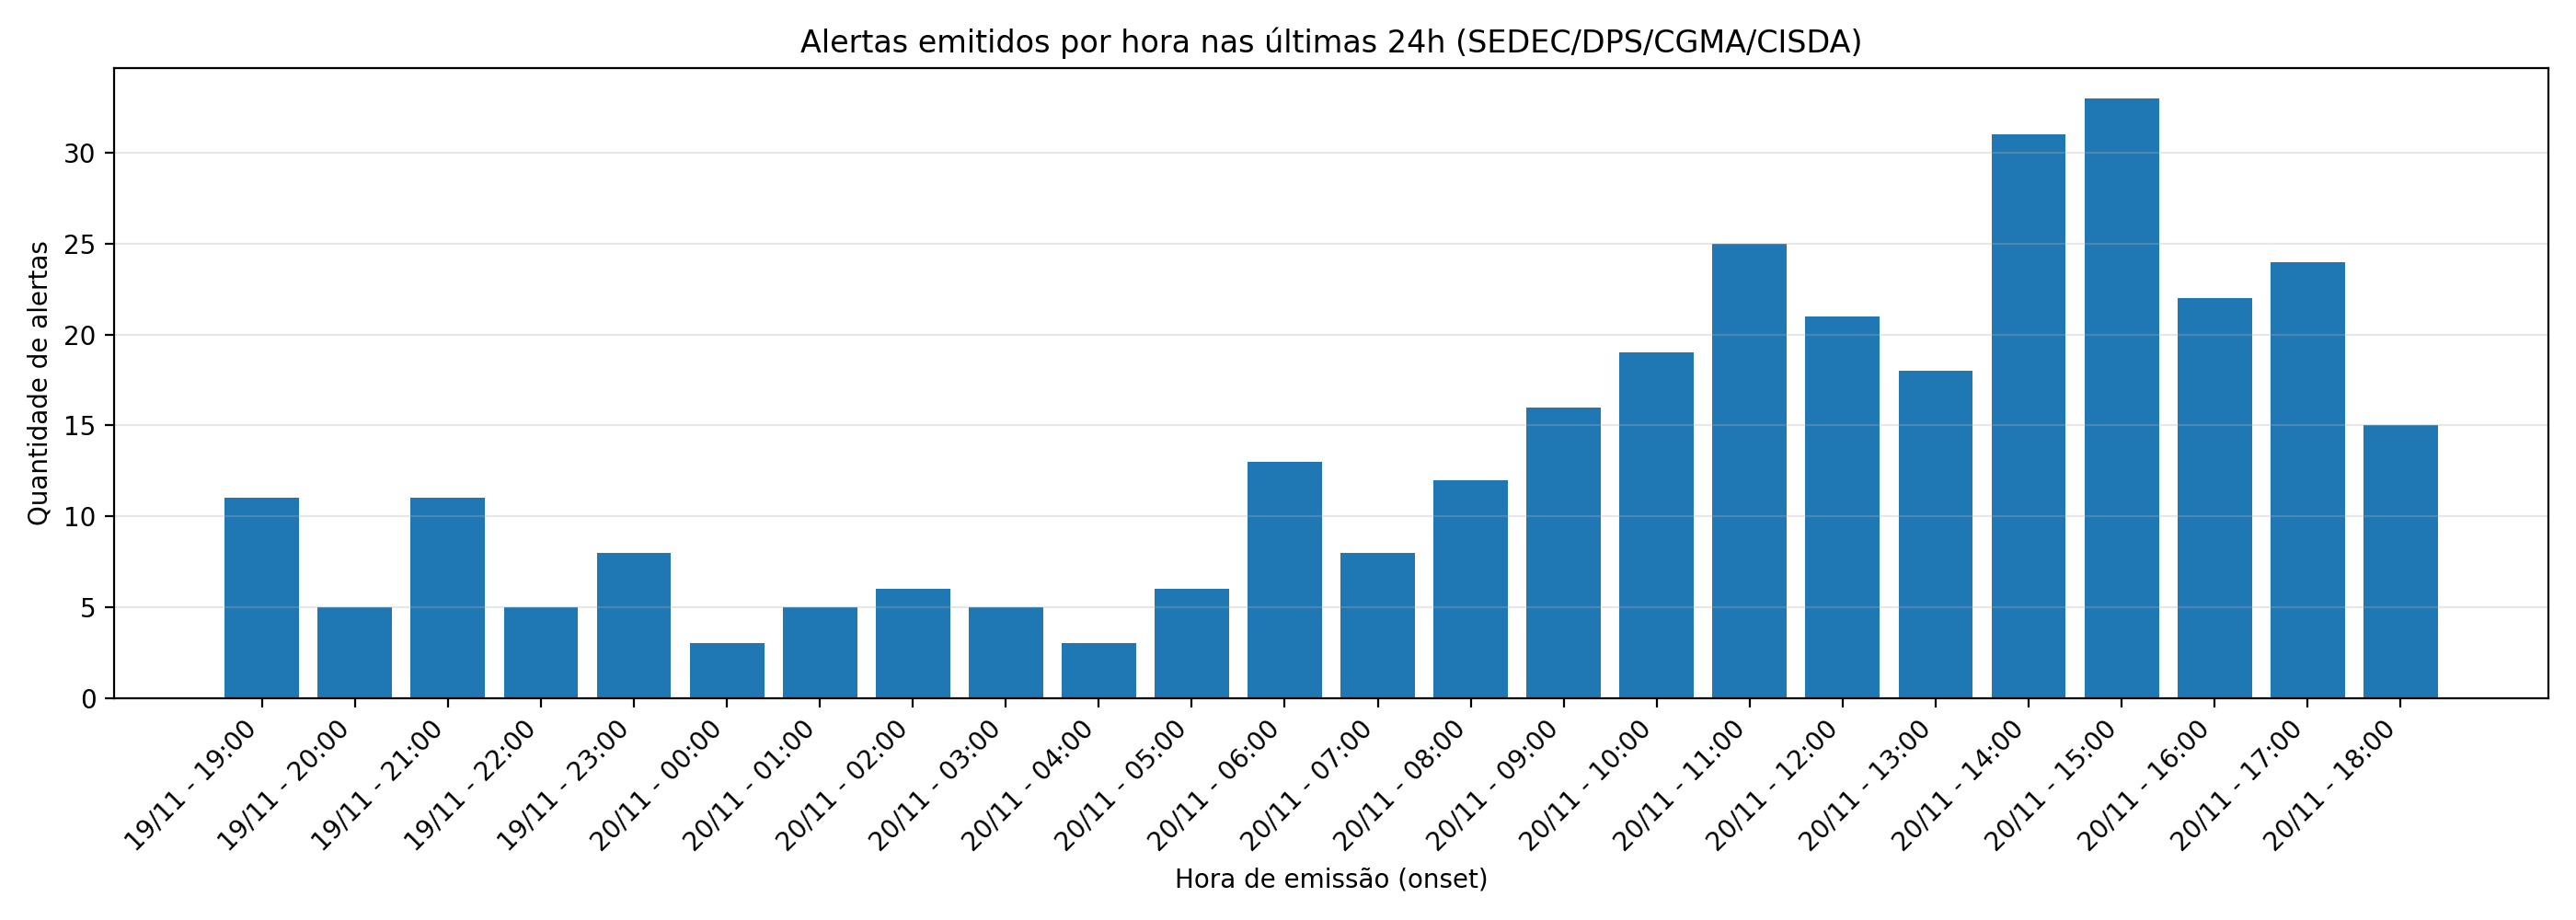 Alertas emitidos por hora nas últimas 24h (SEDEC/DPS/CGMA/CISDA)
Quantidade de alertas
30
25
20
15
10
5
0
19/11 - 19:00
19/11 - 20:00
19/11 - 21:00
19/11 - 22:00
19/11 - 23:00
20/11 - 00:00
20/11 - 01:00
20/11 - 02:00
20/11 - 03:00
20/11 - 04:00
20/11 - 05:00
20/11 - 06:00
20/11 - 07:00
20/11 - 08:00
20/11 - 09:00
20/11 - 10:00
20/11 - 11:00
20/11 - 12:00
20/11 - 13:00
20/11 - 14:00
20/11 - 15:00
20/11 - 16:00
20/11 - 17:00
20/11 - 18:00
Hora de emissão (onset)